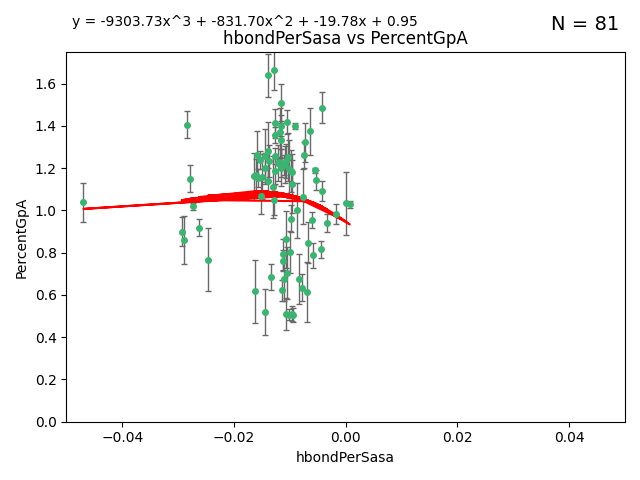 y = -9303.73x^3 + -831.70x^2 + -19.78x + 0.95
N = 81
hbondPerSasa vs PercentGpA
PercentGpA
1.6
1.4
1.2
1.0
0.8
0.6
0.4
0.2
0.0
−0.04 −0.02 0.00 0.02 0.04
hbondPerSasa